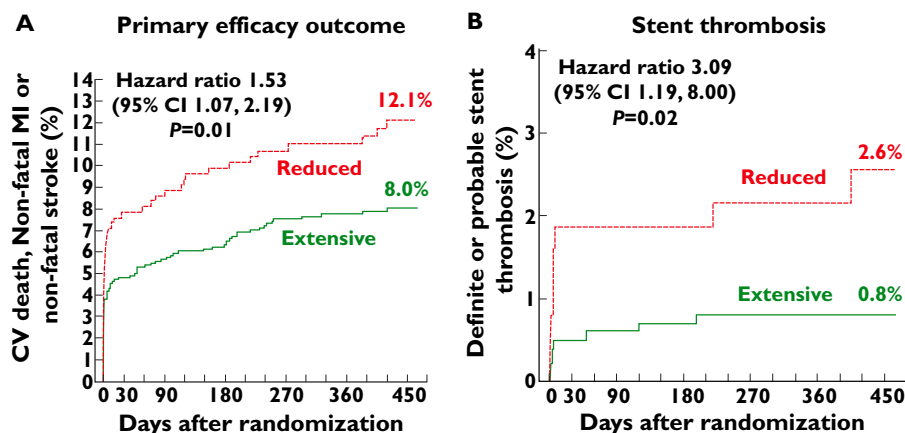 A
Primary efficacy outcome
CV death, Non-fatal MI or
non-fatal stroke (%)
14
13
12
11
10
9
8
7
6
5
4
3
2
1
0
Hazard ratio 1.53
(95% CI 1.07, 2.19)
P=0.01
12.1%
Reduced
8.0%
Extensive
0 30 90 180 270 360 450
Days after randomization
B
Stent thrombosis
Definite or probable stent
thrombosis (%)
4
3
2
1
0
Hazard ratio 3.09
(95% CI 1.19, 8.00)
P=0.02
2.6%
Reduced
Extensive 0.8%
0 30 90 180 270 360 450
Days after randomization